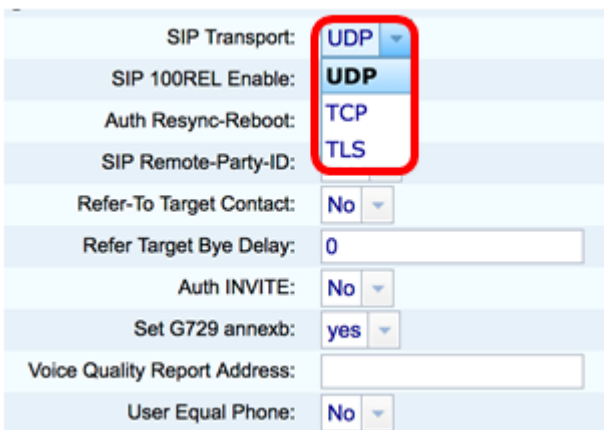 SIP Transport: UDP
SIP 100REL Enable: UDP
Auth Resync-Reboot: TCP
SIP Remote-Party-ID: TLS
Refer-To Target Contact: No
Refer Target Bye Delay: 0
Auth INVITE: No
Set G729 annexb: yes
Voice Quality Report Address:
User Equal Phone: No